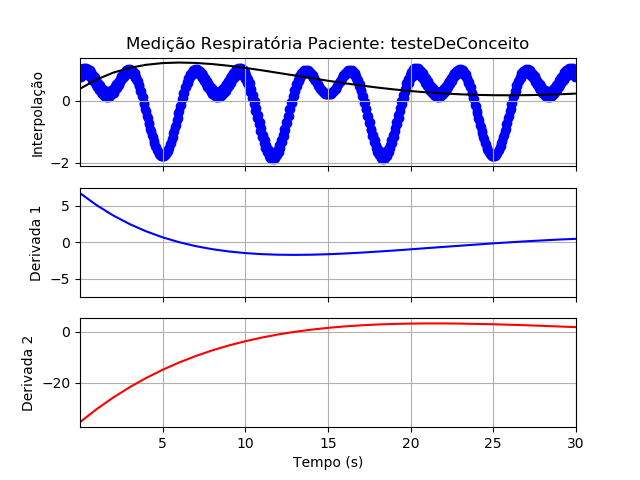 Medição Respiratória Paciente: testeDeConceito
Interpolação
0
−2
Derivada 1
5
0
−5
Derivada 2
0
−20
5
10
15
20
25
30
Tempo (s)